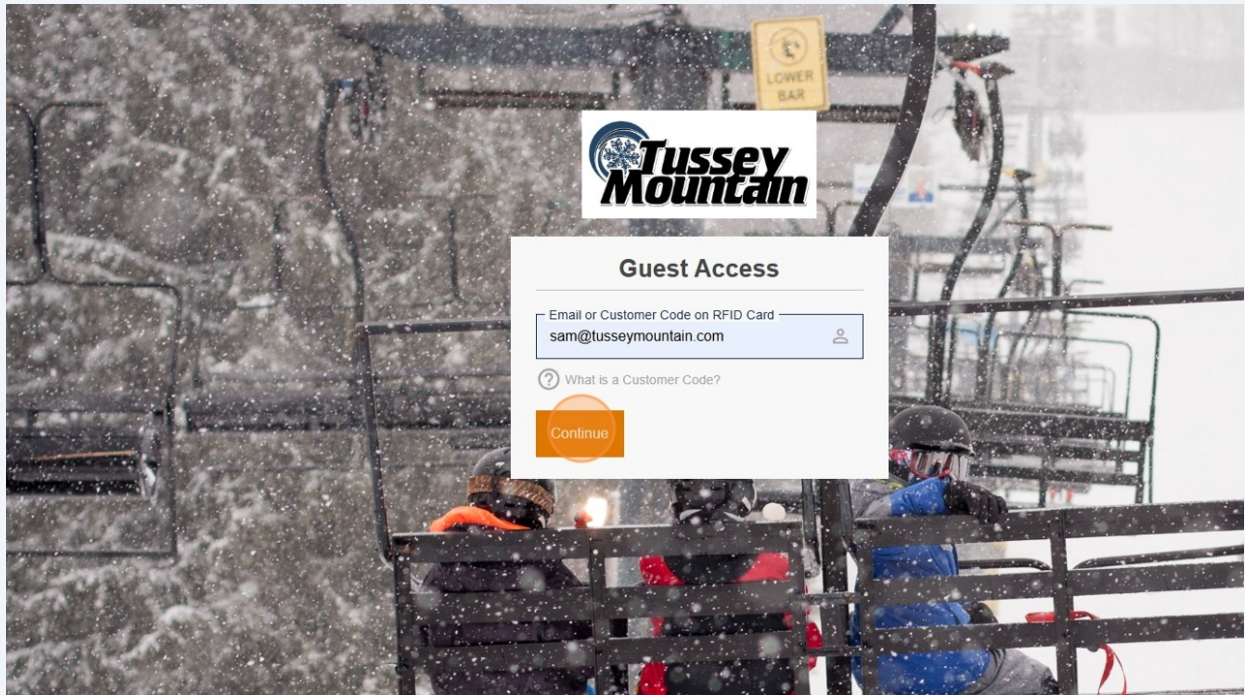 LOWER
BAR
Tussey
Mountain
Guest Access
Email or Customer Code on RFID Card
sam@tusseymountain.com
What is a Customer Code?
Continue